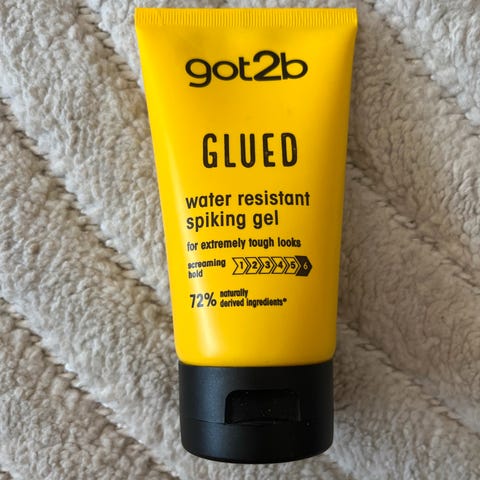 got2b
GLUED
water resistant
spiking gel
for extremely tough looks
screaming
hold
1 2 3 4 5 6
72% naturally
derived ingredients*